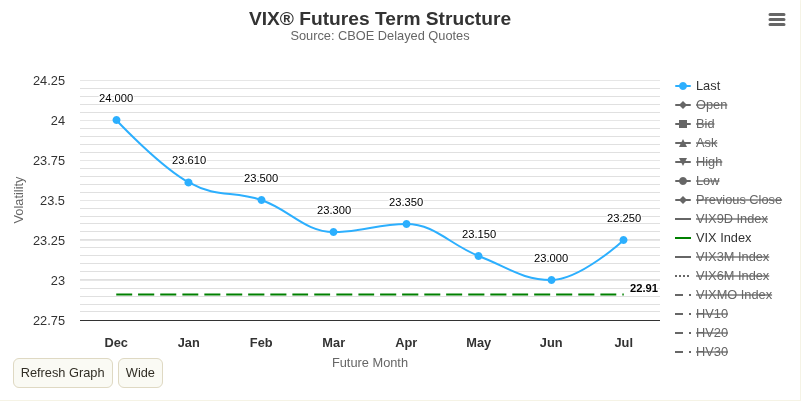 VIX® Futures Term Structure
Source: CBOE Delayed Quotes
24.25
24
23.75
23.5
23.25
23
22.75
Volatility
24.000
23.610
23.500
23.300
23.350
23.150
23.000
23.250
22.91
Dec Jan Feb Mar Apr May Jun Jul
Future Month
Last
Open
Bid
Ask
High
Low
Previous Close
VIX9D Index
VIX Index
VIX3M Index
VIX6M Index
VIXMO Index
HV10
HV20
HV30
Refresh Graph Wide